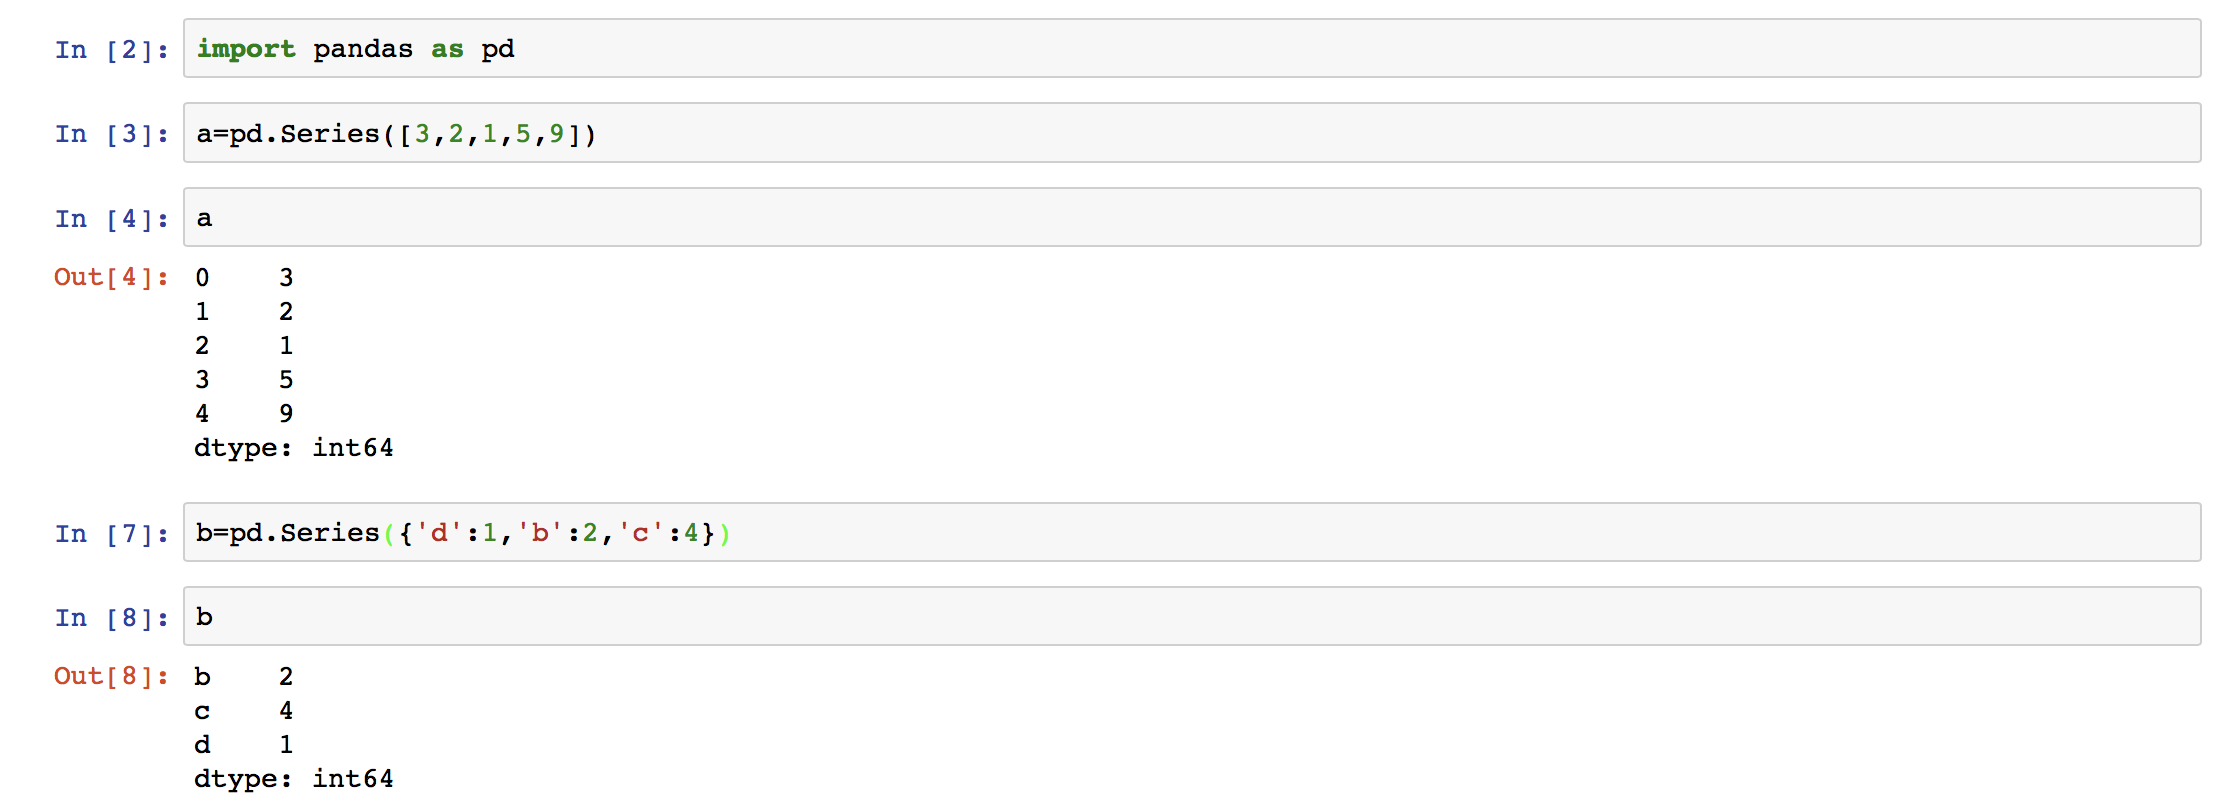 In [2]: import pandas as pd
In [3]: a=pd.Series([3,2,1,5,9])
In [4]: a
Out[4]: 0    3
1    2
2    1
3    5
4    9
dtype: int64
In [7]: b=pd.Series({'d':1,'b':2,'c':4})
In [8]: b
Out[8]: b    2
c    4
d    1
dtype: int64